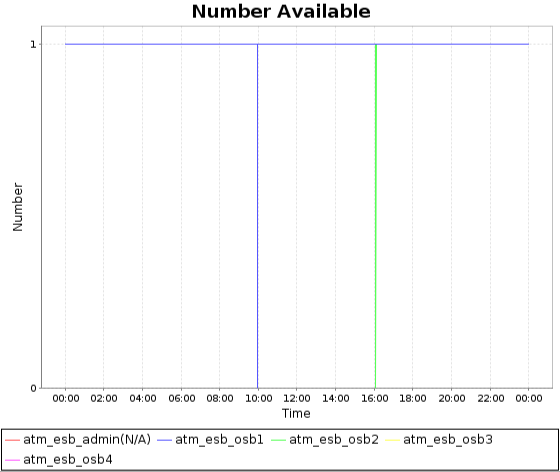 Number Available
1
Number
0
00:00 02:00 04:00 06:00 08:00 10:00 12:00 14:00 16:00 18:00 20:00 22:00 00:00
Time
atm_esb_admin(N/A) atm_esb_osb1 atm_esb_osb2 atm_esb_osb3
atm_esb_osb4